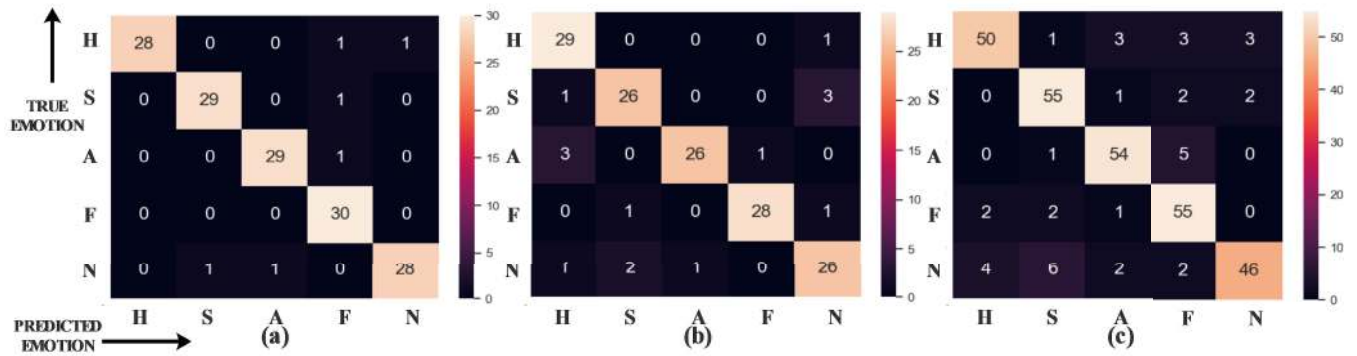 TRUE EMOTION
PREDICTED EMOTION
H 28 0 0 1 1
S 0 29 0 1 0
A 0 0 29 1 0
F 0 0 0 30 0
N 0 1 1 0 28
H S A F N
30
25
20
15
10
5
0
(a)
H 29 0 0 0 1
S 1 26 0 0 3
A 3 0 26 1 0
F 0 1 0 28 1
N 1 2 1 0 26
H S A F N
25
20
15
10
5
0
(b)
H 50 1 3 3 3
S 0 55 1 2 2
A 0 1 54 5 0
F 2 2 1 55 0
N 4 6 2 2 46
H S A F N
50
40
30
20
10
0
(c)